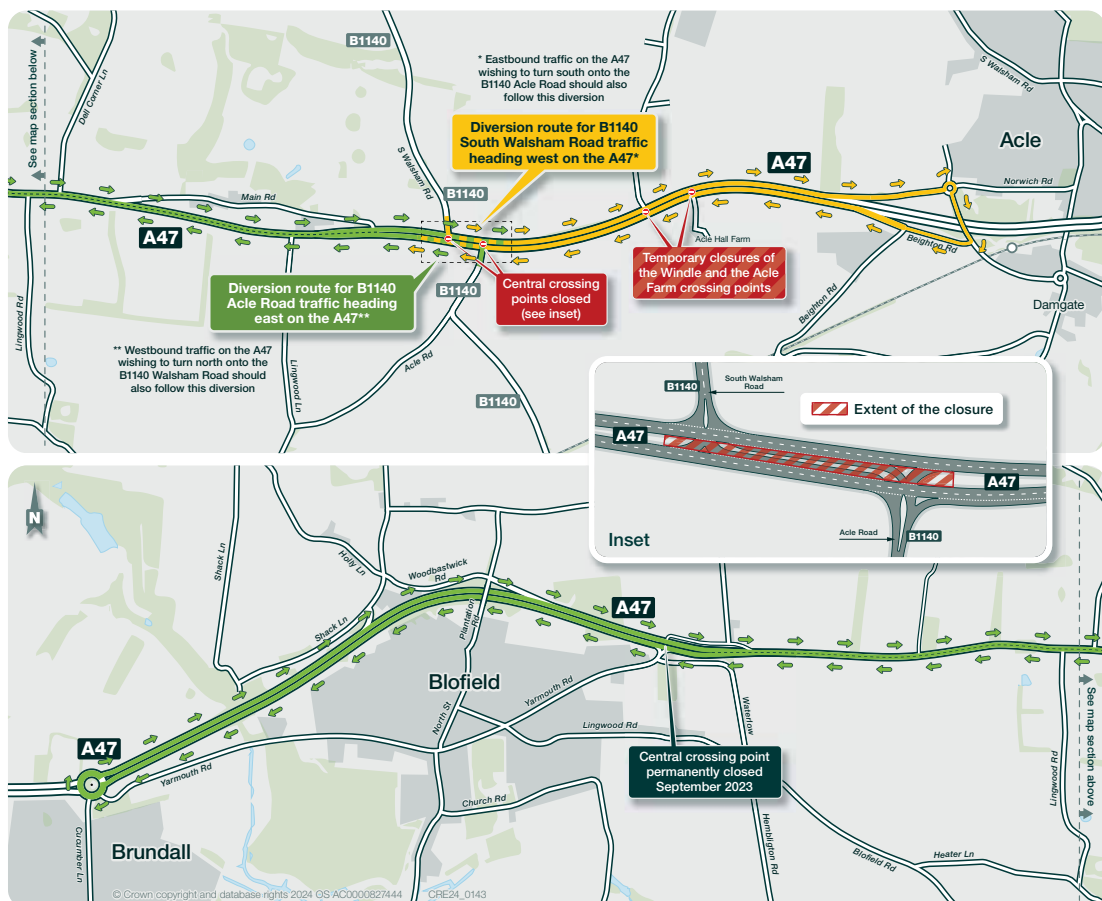 See map section below
Dell Corner Ln
B1140
* Eastbound traffic on the A47
wishing to turn south onto the
B1140 Acle Road should also
follow this diversion
S Walsham Rd
Acle
Diversion route for B1140
South Walsham Road traffic
heading west on the A47*
A47
S Walsham Rd
B1140
Norwich Rd
Main Rd
A47
Acle Hall Farm
Beighton Rd
Temporary closures of
the Windle and the Acle
Farm crossing points
Diversion route for B1140
Acle Road traffic heading
east on the A47**
B1140
Central crossing
points closed
(see inset)
Beighton Rd
Damgate
Lingwood Rd
** Westbound traffic on the A47
wishing to turn north onto the
B1140 Walsham Road should
also follow this diversion
Lingwood Ln
Acle Rd
B1140
B1140
South Walsham
Road
Extent of the closure
A47
A47
Acle Road
B1140
Inset
N
Shack Ln
Holly Ln
Woodbastwick
Rd
Shack Ln
Plantation
Rd
A47
Blofield
Yarmouth Rd
North St
Lingwood Rd
Waterlow
See map section above
A47
Yarmouth Rd
Central crossing point
permanently closed
September 2023
Lingwood Rd
Church Rd
Cucumber Ln
Brundall
Hemblington Rd
Blofield Rd
Heater Ln
© Crown copyright and database rights 2024 OS AC0000827444
CRE24_0143